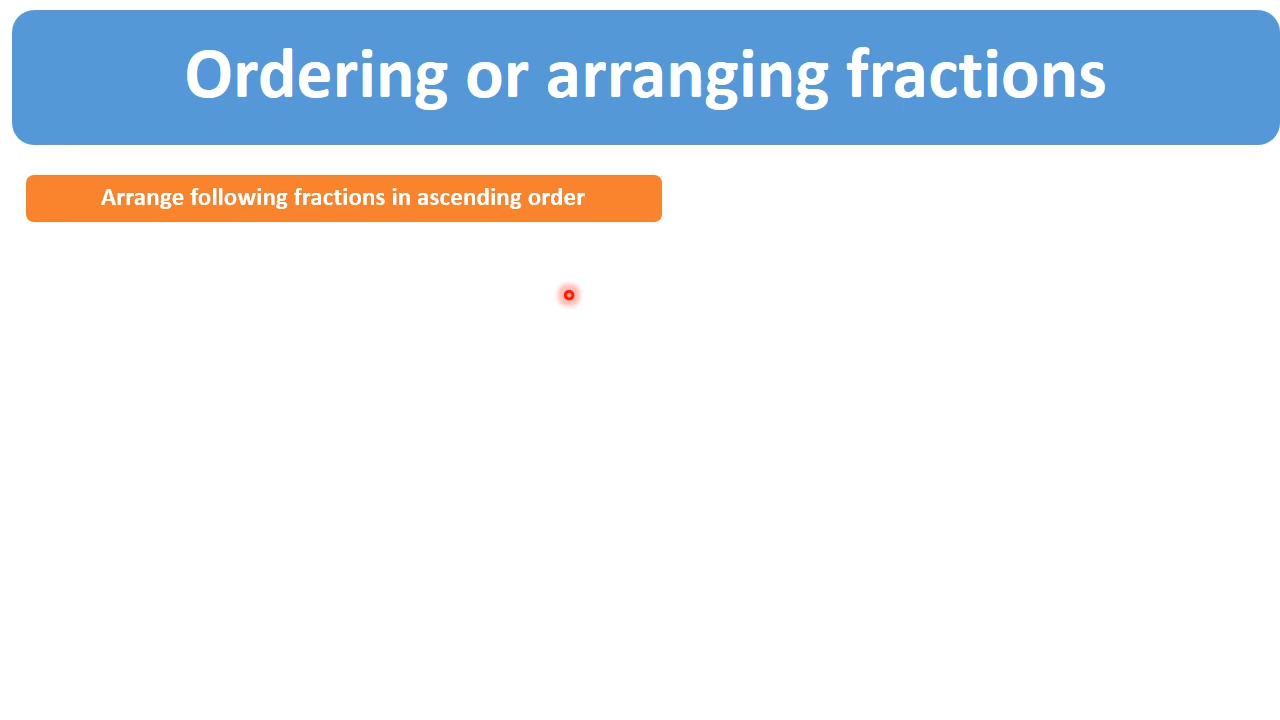 Ordering or arranging fractions
Arrange following fractions in ascending order